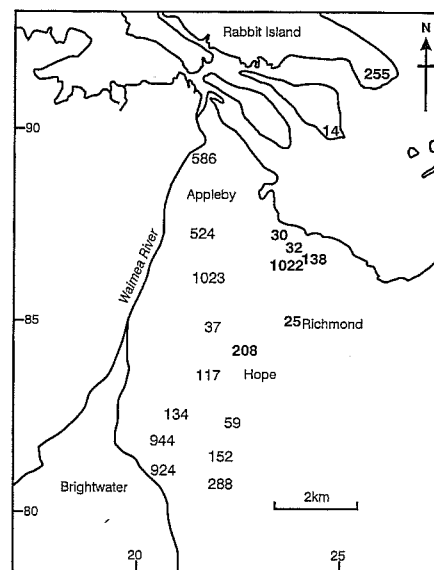 Rabbit Island
N
255
14
90
586
Appleby
Waimea River
524
30
32
138
1022
1023
85
37
25 Richmond
208
117
Hope
134
59
944
152
924
Brightwater
288
2km
80
20
25